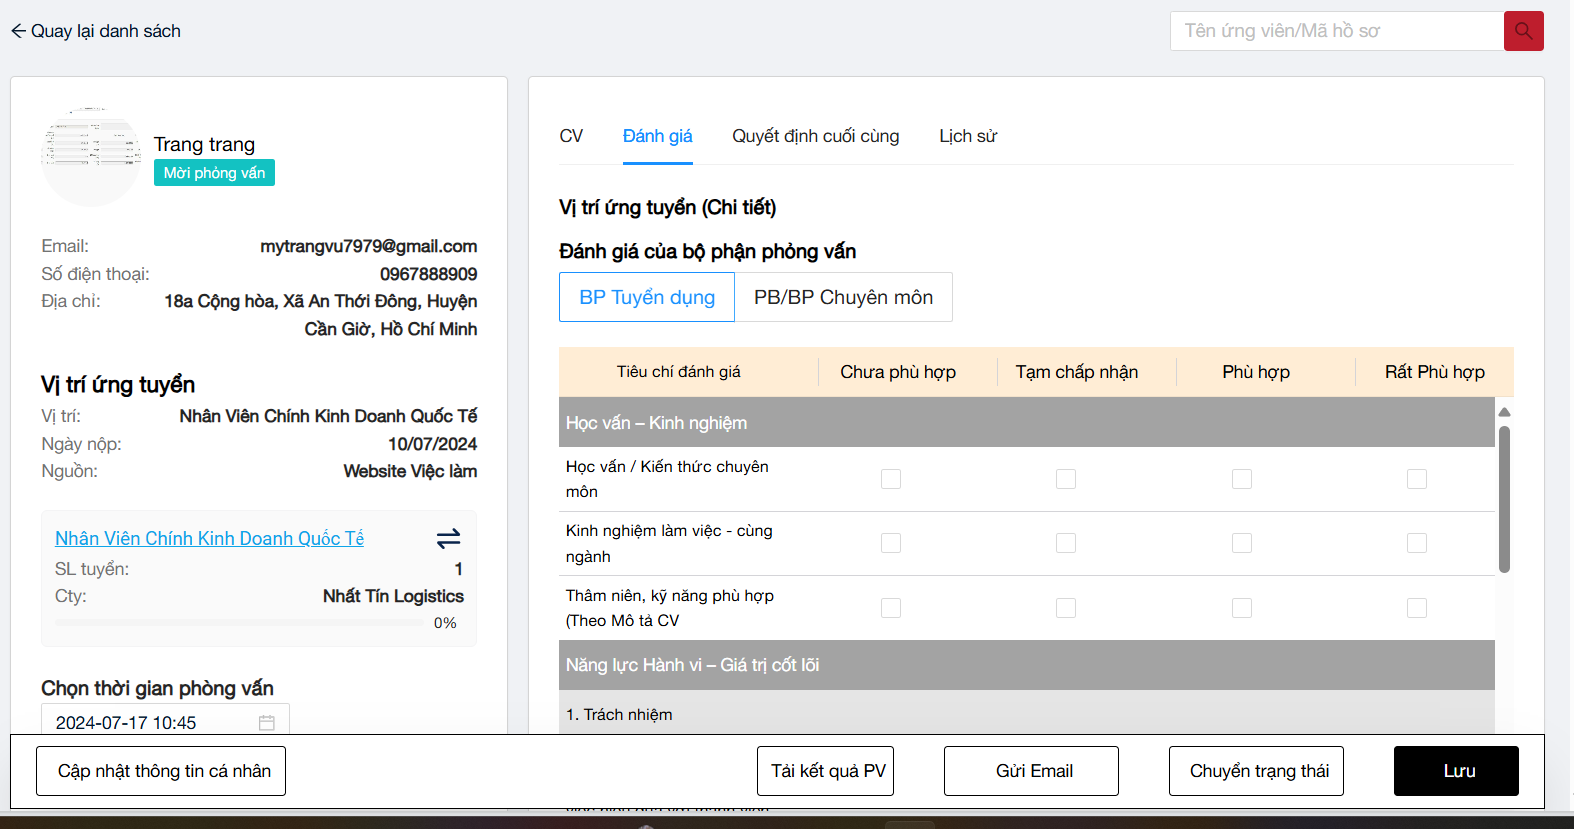 Quay lại danh sách
Tên ứng viên/Mã hồ sơ
Trang trang
Mời phỏng vấn
Email: mytrangvu7979@gmail.com
Số điện thoại: 0967888909
Địa chỉ: 18a Cộng hòa, Xã An Thới Đông, Huyện
Cần Giờ, Hồ Chí Minh
Vị trí ứng tuyển
Vị trí: Nhân Viên Chính Kinh Doanh Quốc Tế
Ngày nộp: 10/07/2024
Nguồn: Website Việc làm
Nhân Viên Chính Kinh Doanh Quốc Tế
SL tuyển: 1
Cty: Nhất Tín Logistics
0%
Chọn thời gian phỏng vấn
2024-07-17 10:45
CV Đánh giá Quyết định cuối cùng Lịch sử
Vị trí ứng tuyển (Chi tiết)
Đánh giá của bộ phận phỏng vấn
BP Tuyển dụng PB/BP Chuyên môn
Tiêu chí đánh giá Chưa phù hợp Tạm chấp nhận Phù hợp Rất Phù hợp
Học vấn – Kinh nghiệm
Học vấn / Kiến thức chuyên
môn
Kinh nghiệm làm việc - cùng
ngành
Thâm niên, kỹ năng phù hợp
(Theo Mô tả CV
Năng lực Hành vi – Giá trị cốt lõi
1. Trách nhiệm
Cập nhật thông tin cá nhân Tải kết quả PV Gửi Email Chuyển trạng thái Lưu